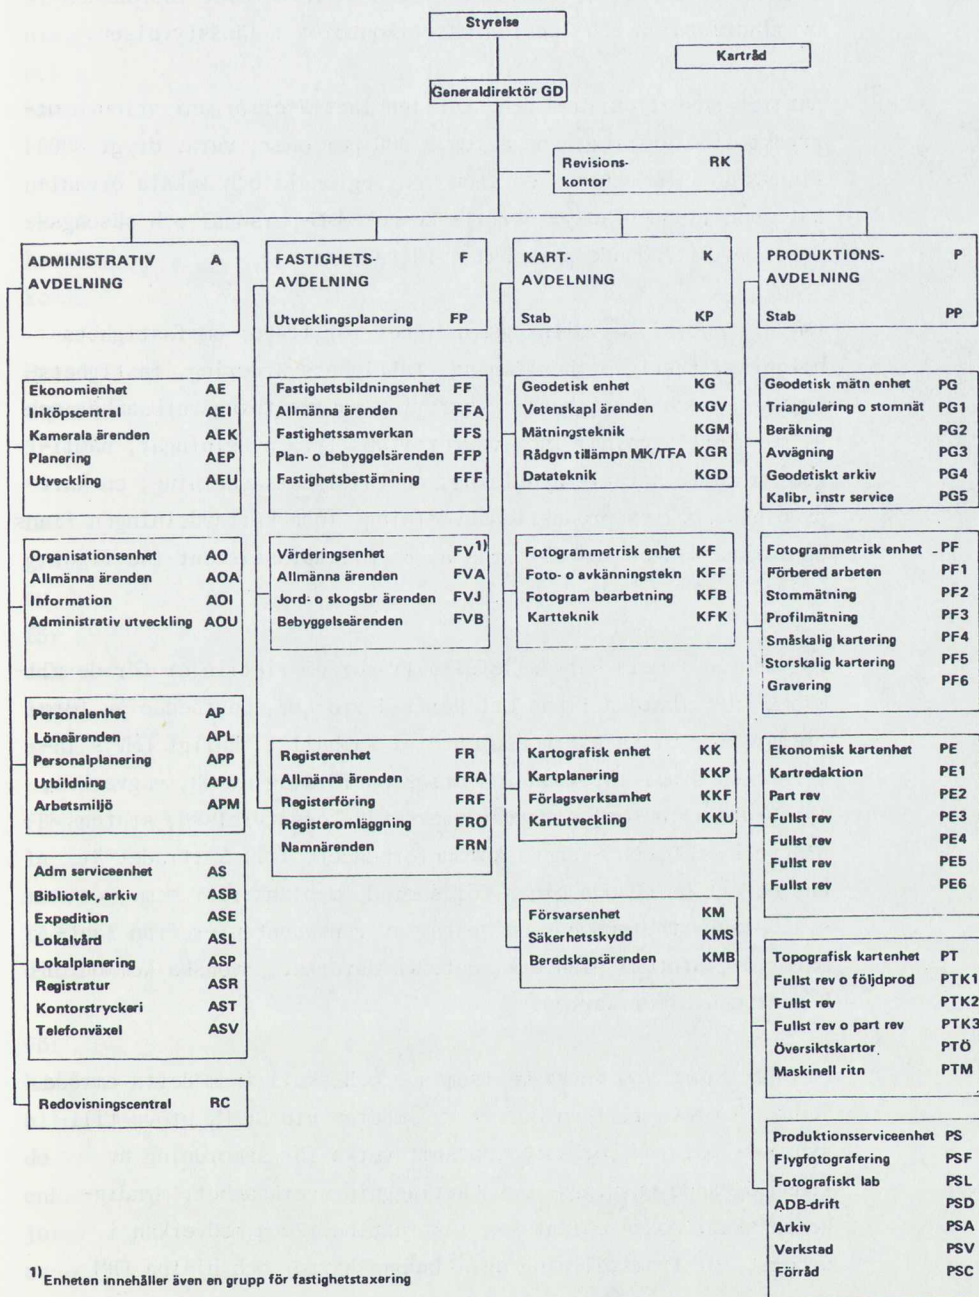 Styrelse
Kartråd
Generaldirektör GD
Revisions- RK
kontor
ADMINISTRATIV A
AVDELNING
Ekonomienhet AE
Inköpscentral AEI
Kamerala ärenden AEK
Planering AEP
Utveckling AEU
Organisationsenhet AO
Allmänna ärenden AOA
Information AOI
Administrativ utveckling AOU
Personalenhet AP
Löneärenden APL
Personalplanering APP
Utbildning APU
Arbetsmiljö APM
Adm serviceenhet AS
Bibliotek, arkiv ASB
Expedition ASE
Lokalvård ASL
Lokalplanering ASP
Registratur ASR
Kontorstryckeri AST
Telefonväxel ASV
Redovisningscentral RC
FASTIGHETS- F
AVDELNING
Utvecklingsplanering FP
Fastighetsbildningsenhet FF
Allmänna ärenden FFA
Fastighetssamverkan FFS
Plan- o bebyggelsärenden FFP
Fastighetsbestämning FFF
Värderingsenhet FV1)
Allmänna ärenden FVA
Jord- o skogsbr ärenden FVJ
Bebyggelseärenden FVB
Registerenhet FR
Allmänna ärenden FRA
Registerföring FRF
Registeromläggning FRO
Namnärenden FRN
KART- K
AVDELNING
Stab KP
Geodetisk enhet KG
Vetenskapl ärenden KGV
Mätningsteknik KGM
Rådgvn tillämpn MK/TFA KGR
Datateknik KGD
Fotogrammetrisk enhet KF
Foto- o avkänningstekn KFF
Fotogram bearbetning KFB
Kartteknik KFK
Kartografisk enhet KK
Kartplanering KKP
Förlagsverksamhet KKF
Kartutveckling KKU
Försvarsenhet KM
Säkerhetskydd KMS
Beredskapsärenden KMB
PRODUKTIONS- P
AVDELNING
Stab PP
Geodetisk mätn enhet PG
Triangulering o stomnät PG1
Beräkning PG2
Avvägning PG3
Geodetiskt arkiv PG4
Kalibr, instr service PG5
Fotogrammetrisk enhet PF
Förbered arbeten PF1
Stommätning PF2
Profilmätning PF3
Småskalig kartering PF4
Storskalig kartering PF5
Gravering PF6
Ekonomisk kartenhet PE
Kartredaktion PE1
Part rev PE2
Fullst rev PE3
Fullst rev PE4
Fullst rev PE5
Fullst rev PE6
Topografisk kartenhet PT
Fullst rev o följdprod PTK1
Fullst rev PTK2
Fullst rev o part rev PTK3
Översiktskartor PTÖ
Maskinell ritn PTM
Produktionsserviceenhet PS
Flygfotografering PSF
Fotografiskt lab PSL
ADB-drift PSD
Arkiv PSA
Verkstad PSV
Förråd PSC
1) Enheten innehåller även en grupp för fastighetstaxering